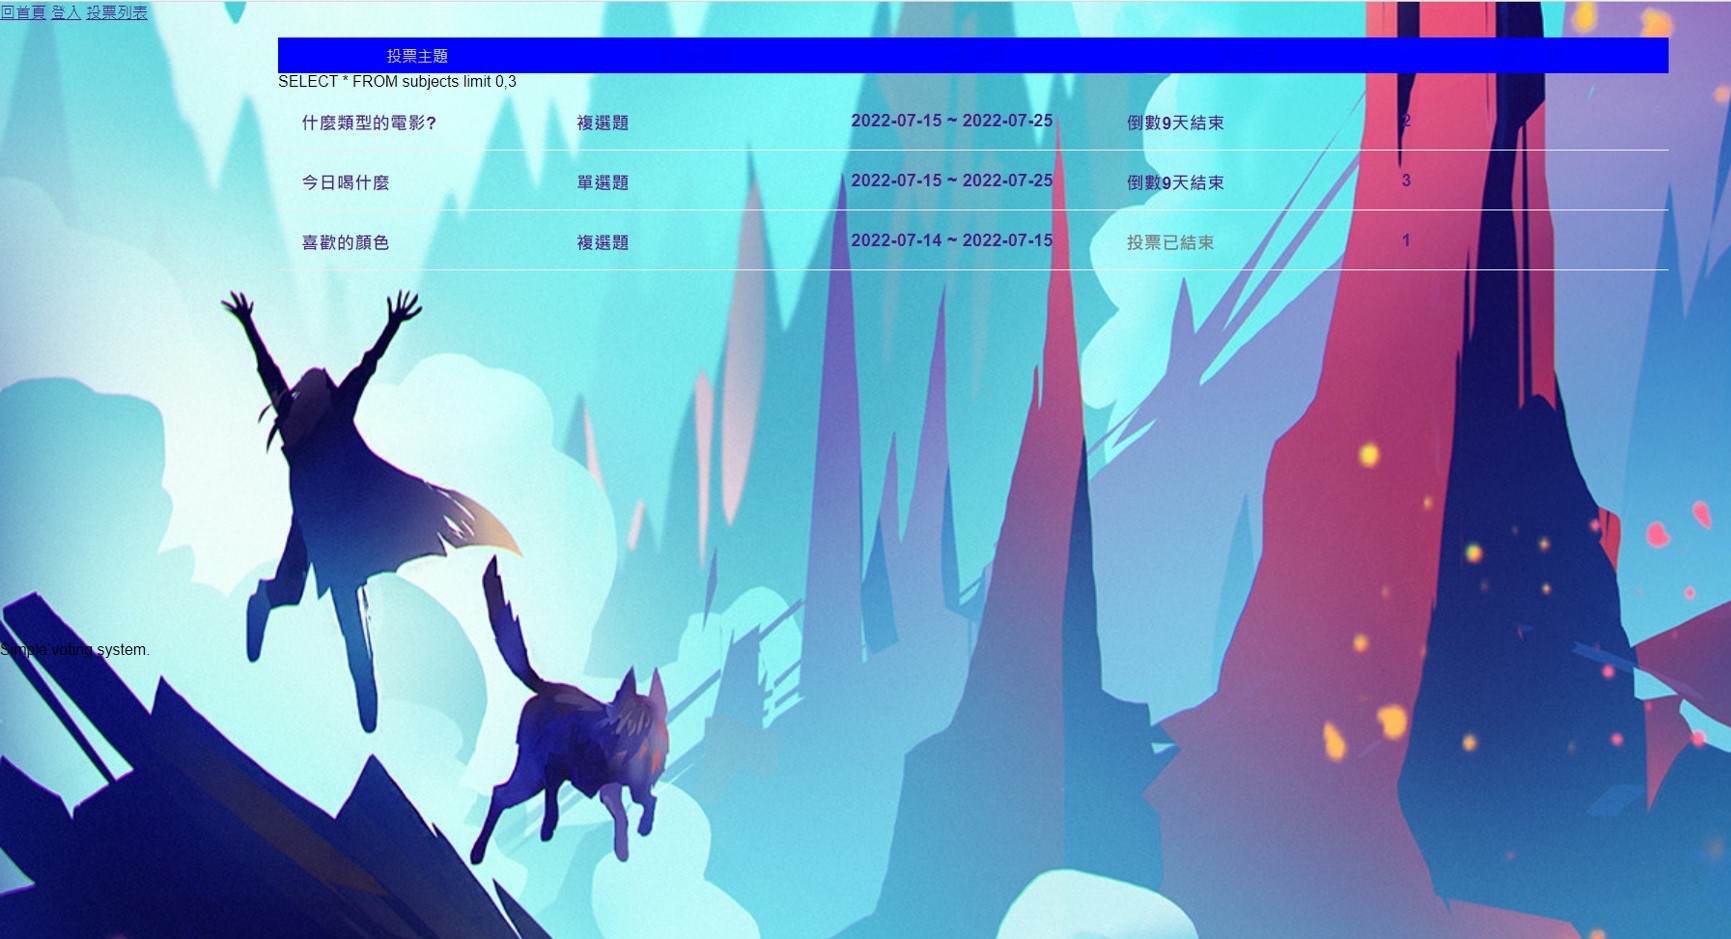 回首頁 登入 投票列表
投票主題
SELECT * FROM subjects limit 0,3
什麼類型的電影? 複選題 2022-07-15 ~ 2022-07-25 倒數9天結束 2
今日喝什麼 單選題 2022-07-15 ~ 2022-07-25 倒數9天結束 3
喜歡的顏色 複選題 2022-07-14 ~ 2022-07-15 投票已結束 1
Simple voting system.